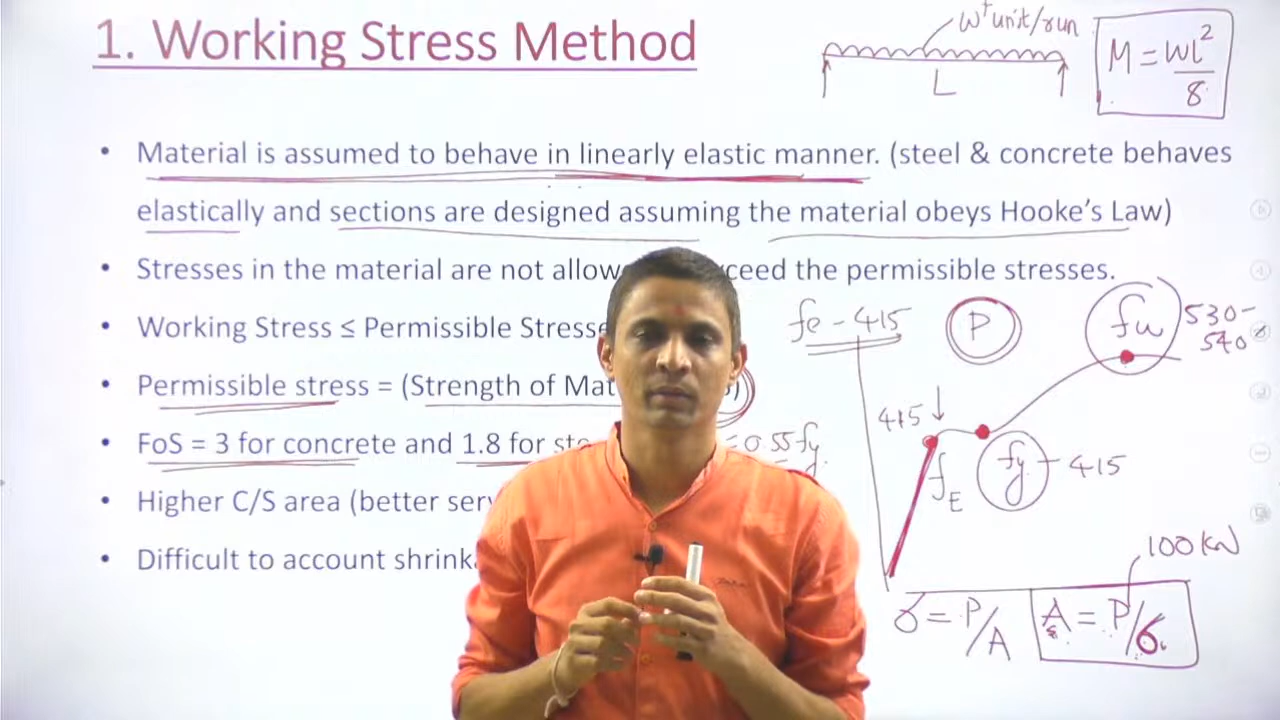 1. Working Stress Method
wt unit/run
L
M = wl²/8
• Material is assumed to behave in linearly elastic manner. (steel & concrete behaves
elastically and sections are designed assuming the material obeys Hooke's Law)
• Stresses in the material are not allow xceed the permissible stresses.
• Working Stress ≤ Permissible Stress
fe - 415
P
fu
530-
540
• Permissible stress = (Strength of Mat )
415
fE
fy - 415
• FoS = 3 for concrete and 1.8 for ste = 0.55fy
• Higher C/S area (better ser
• Difficult to account shrink
100 kN
σ = P/A
A = P/σ